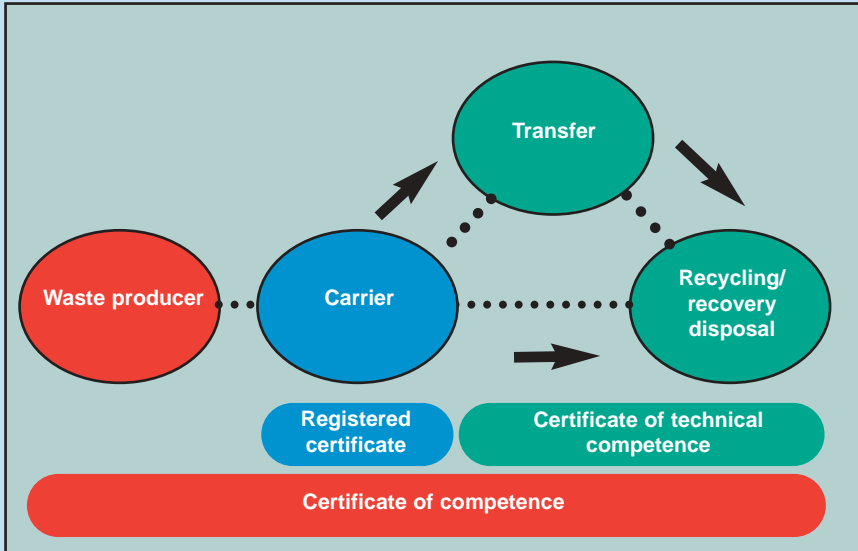 Transfer
Waste producer
Carrier
Recycling/
recovery
disposal
Registered
certificate
Certificate of technical
competence
Certificate of competence